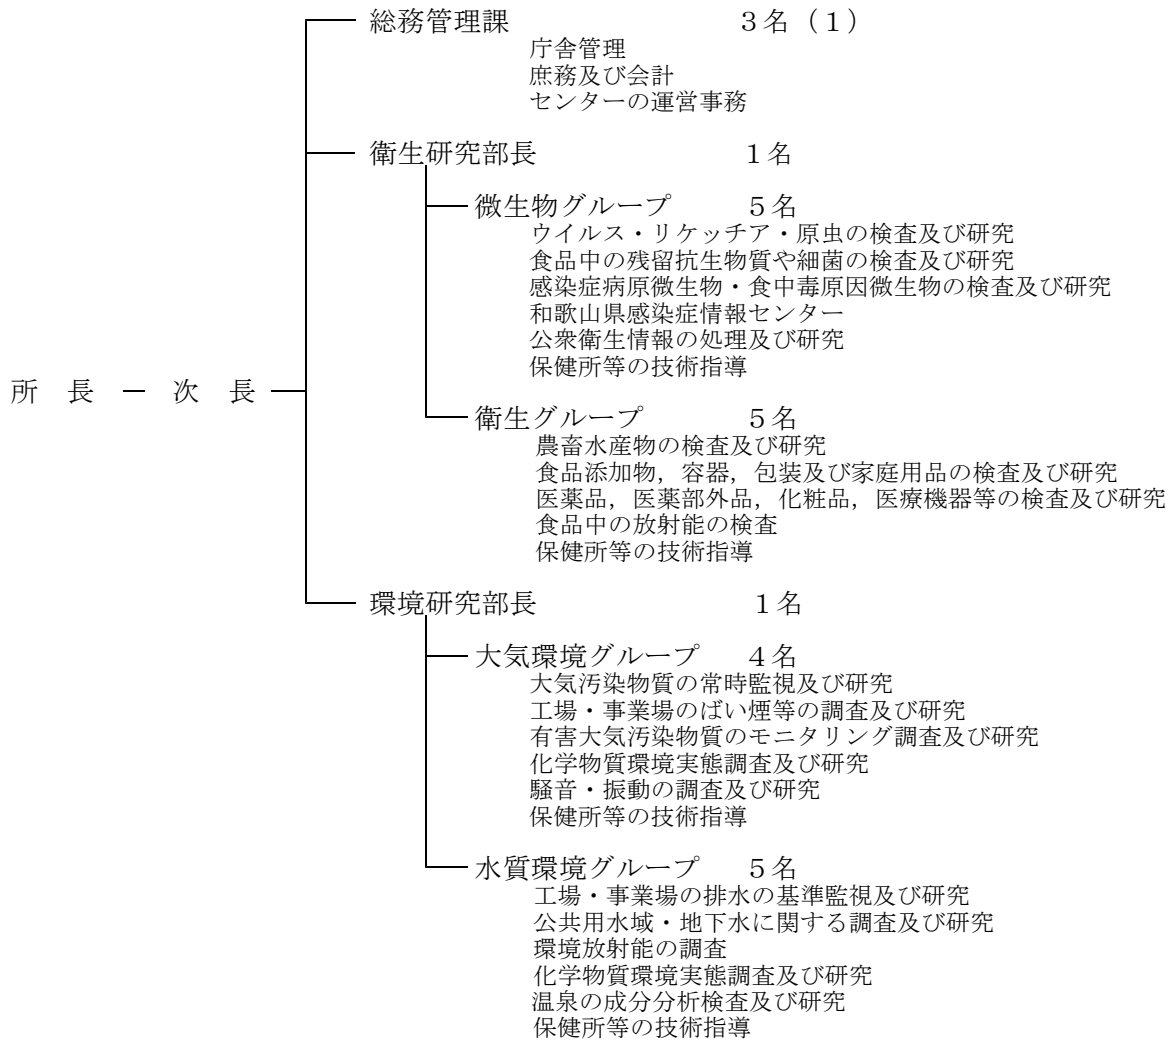 総務管理課 ３名（１）
庁舎管理
庶務及び会計
センターの運営事務
衛生研究部長 １名
微生物グループ ５名
ウイルス・リケッチア・原虫の検査及び研究
食品中の残留抗生物質や細菌の検査及び研究
感染症病原微生物・食中毒原因微生物の検査及び研究
和歌山県感染症情報センター
公衆衛生情報の処理及び研究
保健所等の技術指導
所　長 ― 次　長
衛生グループ ５名
農畜水産物の検査及び研究
食品添加物，容器，包装及び家庭用品の検査及び研究
医薬品，医薬部外品，化粧品，医療機器等の検査及び研究
食品中の放射能の検査
保健所等の技術指導
環境研究部長 １名
大気環境グループ ４名
大気汚染物質の常時監視及び研究
工場・事業場のばい煙等の調査及び研究
有害大気汚染物質のモニタリング調査及び研究
化学物質環境実態調査及び研究
騒音・振動の調査及び研究
保健所等の技術指導
水質環境グループ ５名
工場・事業場の排水の基準監視及び研究
公共用水域・地下水に関する調査及び研究
環境放射能の調査
化学物質環境実態調査及び研究
温泉の成分分析検査及び研究
保健所等の技術指導